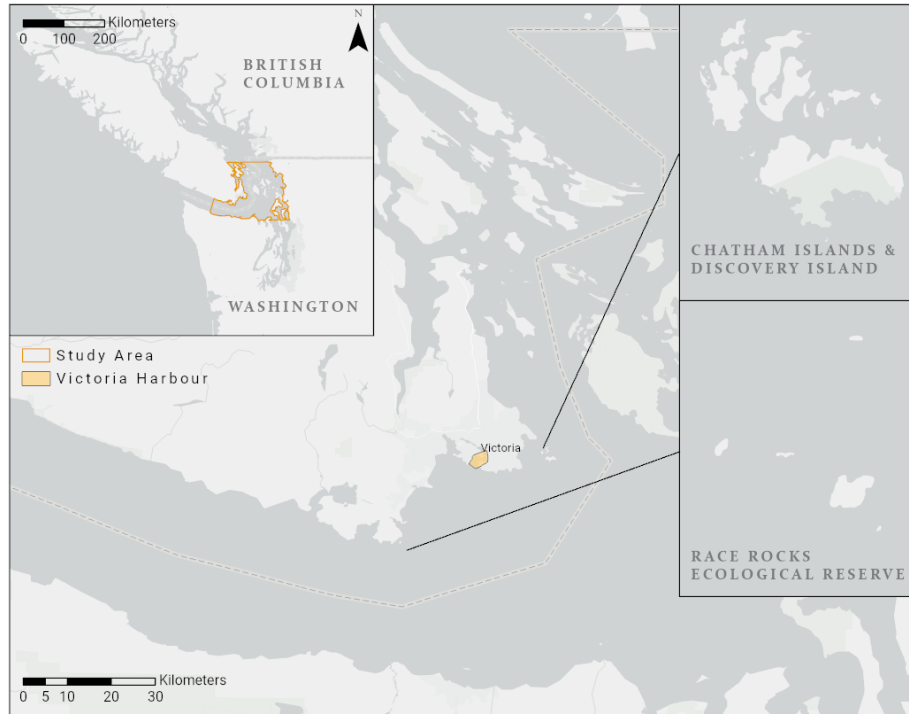 Kilometers
0 100 200
N
BRITISH
COLUMBIA
WASHINGTON
Study Area
Victoria Harbour
Victoria
CHATHAM ISLANDS &
DISCOVERY ISLAND
RACE ROCKS
ECOLOGICAL RESERVE
Kilometers
0 5 10 20 30